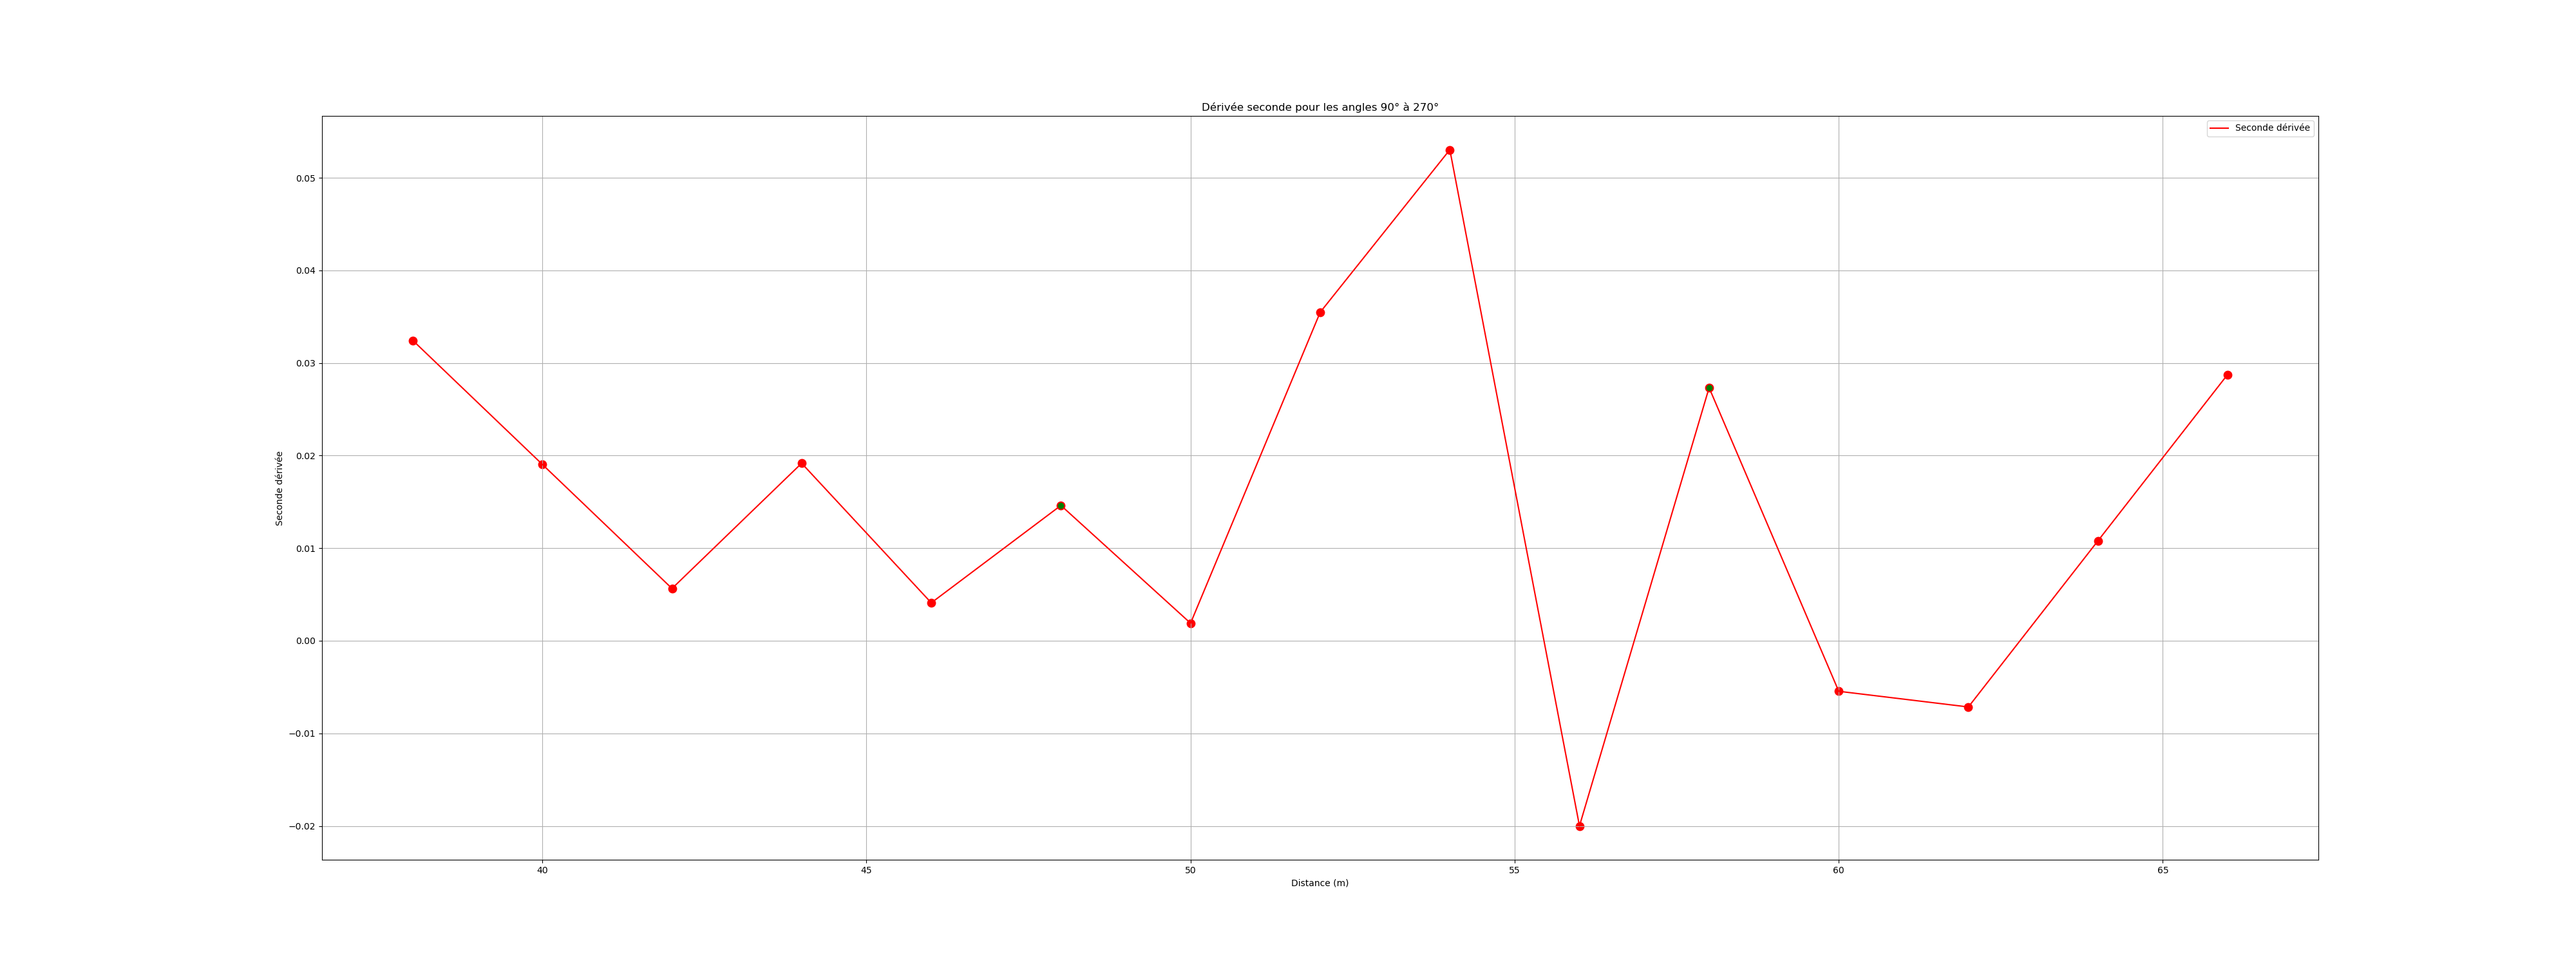 Dérivée seconde pour les angles 90° à 270°
Seconde dérivée
0.05
0.04
0.03
0.02
0.01
0.00
−0.01
−0.02
Seconde dérivée
40 45 50 55 60 65
Distance (m)